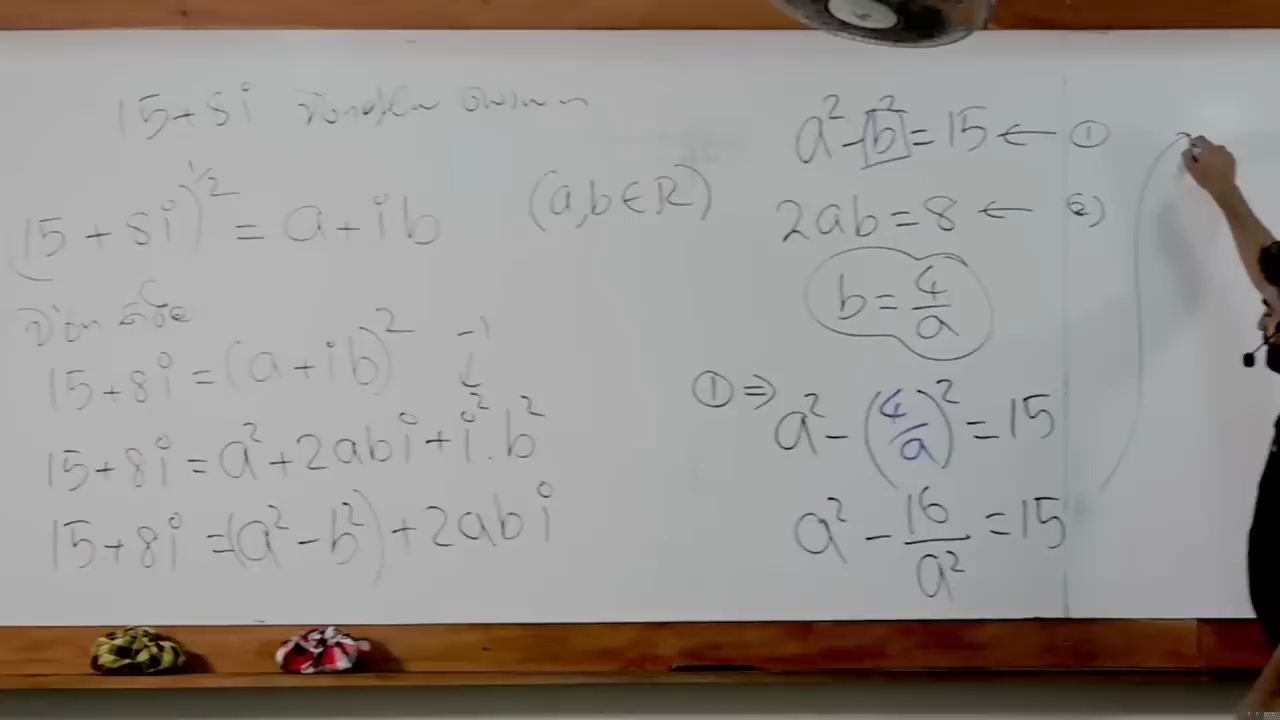 15+8i
(15+8i)^{1/2} = a+ib (a,b∈R)
15+8i = (a+ib)^2 -1
↓
15+8i = a^2+2abi+i^2.b^2
15+8i = (a^2-b^2)+2abi
a^2-b^2=15 ← ①
2ab=8 ← ②
b=4/a
① ⇒ a^2-(4/a)^2=15
a^2-16/a^2=15